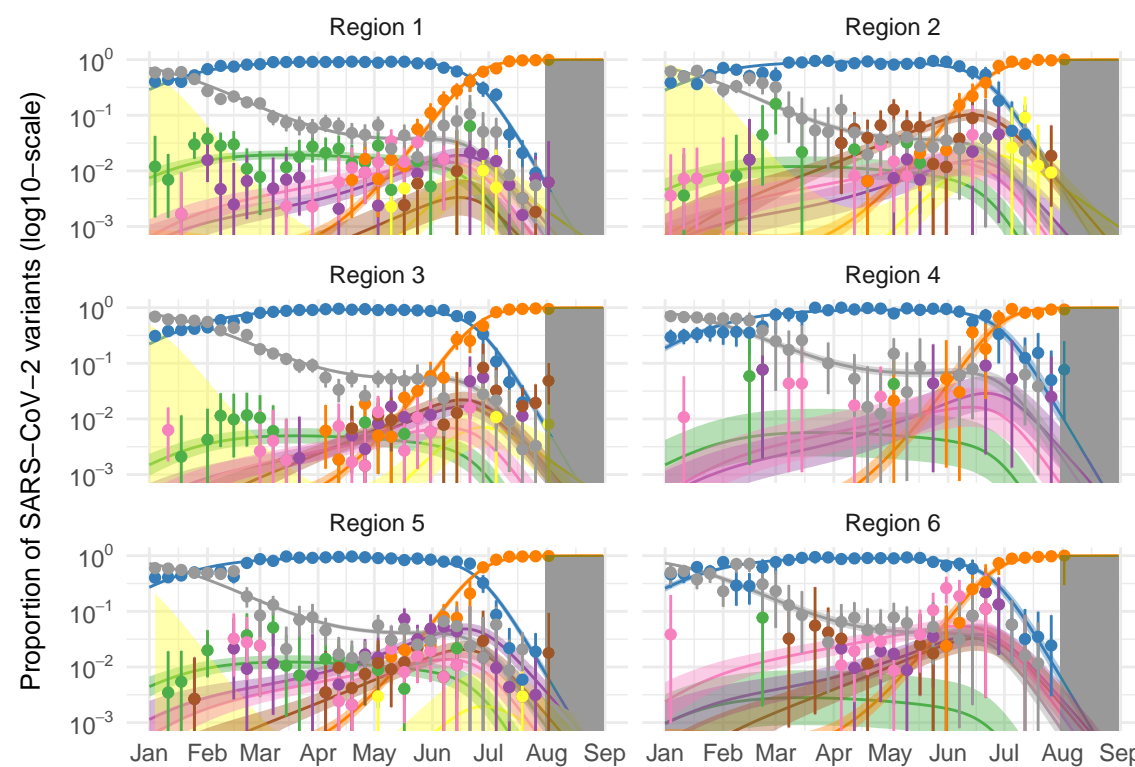 Region 1
Region 2
10^0
10^−1
10^−2
10^−3
Region 3
Region 4
10^0
10^−1
10^−2
10^−3
Region 5
Region 6
10^0
10^−1
10^−2
10^−3
Jan Feb Mar Apr May Jun Jul Aug Sep
Jan Feb Mar Apr May Jun Jul Aug Sep
Proportion of SARS−CoV−2 variants (log10−scale)